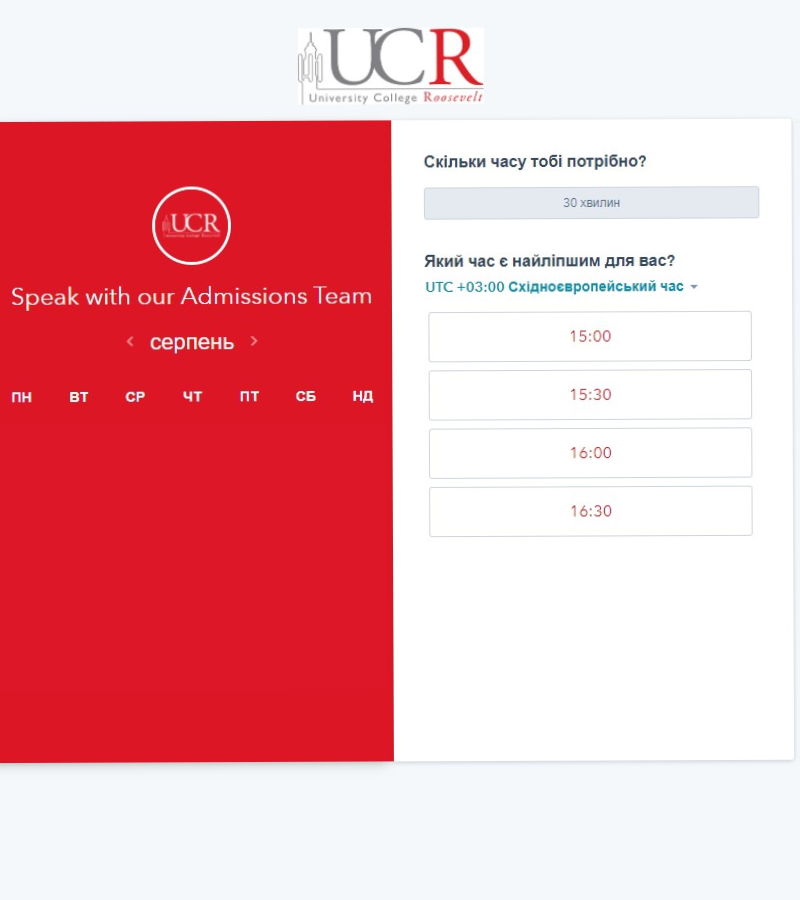 UCR
University College Roosevelt
UCR
Speak with our Admissions Team
серпень
ПН ВТ СР ЧТ ПТ СБ НД
Скільки часу тобі потрібно?
30 хвилин
Який час є найліпшим для вас?
UTC +03:00 Східноєвропейський час
15:00
15:30
16:00
16:30